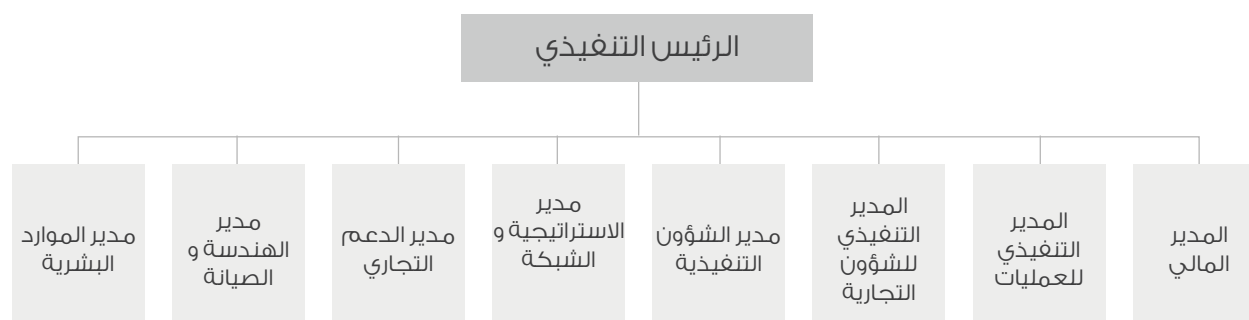 الرئيس التنفيذي
المدير
المالي
المدير
التنفيذي
للعمليات
المدير
التنفيذي
للشؤون
التجارية
مدير الشؤون
التنفيذية
مدير
الاستراتيجية و
الشبكة
مدير الدعم
التجاري
مدير
الهندسة و
الصيانة
مدير الموارد
البشرية